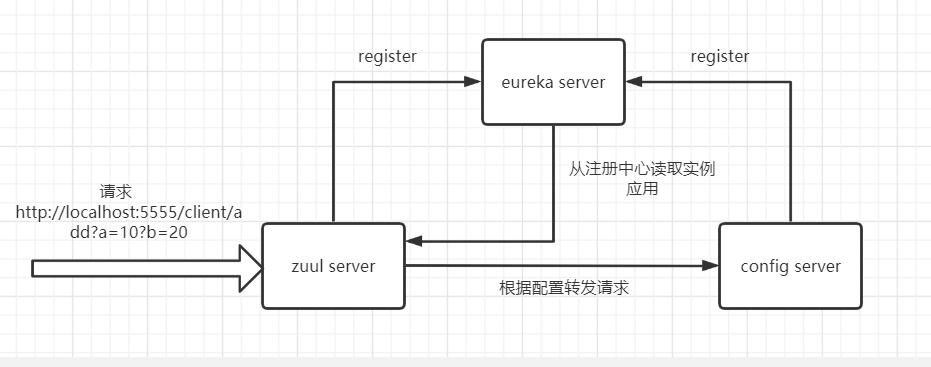 register
eureka server
register
从注册中心读取实例
应用
请求
http://localhost:5555/client/a
dd?a=10?b=20
zuul server
根据配置转发请求
config server